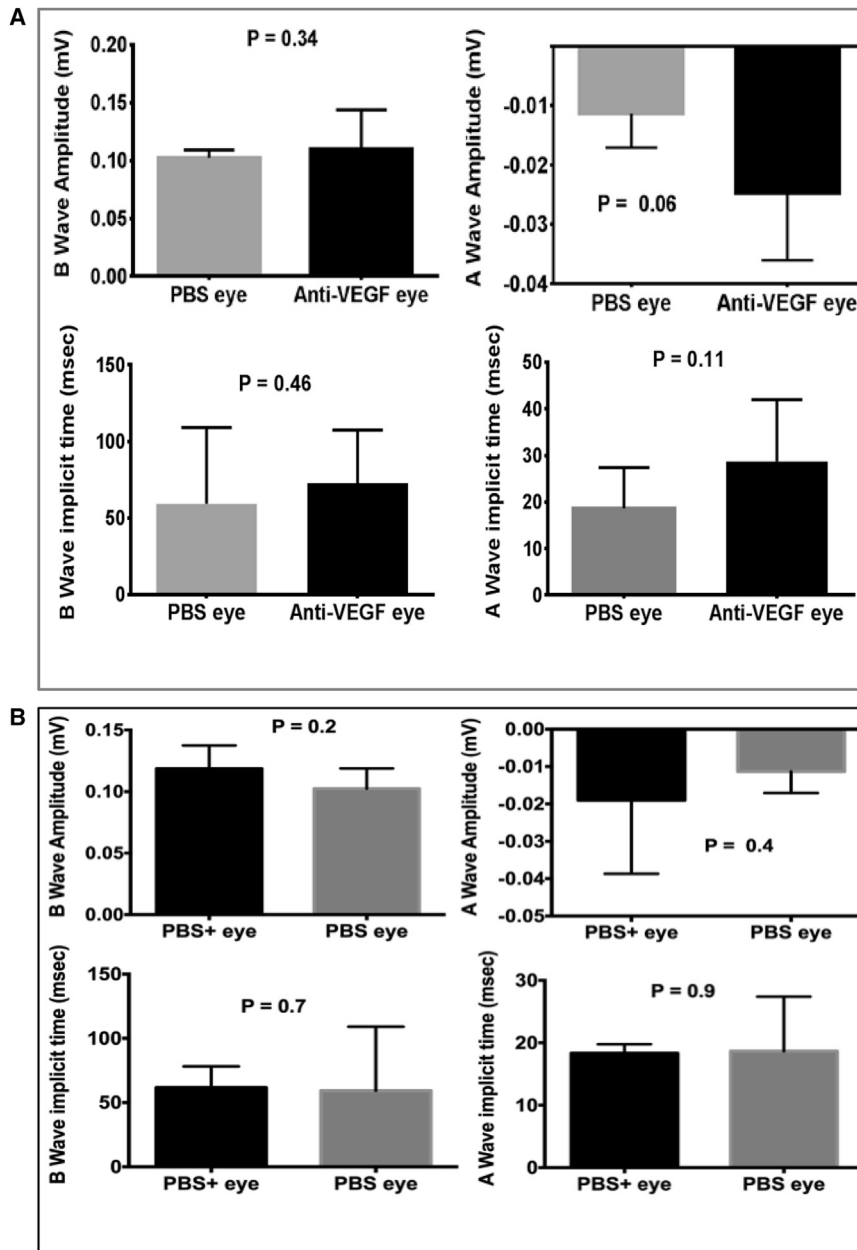 A
B Wave Amplitude (mV)
0.20
0.15
0.10
0.05
0.00
P = 0.34
PBS eye
Anti-VEGF eye
A Wave Amplitude (mV)
-0.01
-0.02
-0.03
-0.04
P = 0.06
PBS eye
Anti-VEGF eye
B Wave implicit time (msec)
150
100
50
0
P = 0.46
PBS eye
Anti-VEGF eye
A Wave implicit time (msec)
50
40
30
20
10
0
P = 0.11
PBS eye
Anti-VEGF eye
B
B Wave Amplitude (mV)
0.15
0.10
0.05
0.00
P = 0.2
PBS+ eye
PBS eye
A Wave Amplitude (mV)
0.00
-0.01
-0.02
-0.03
-0.04
-0.05
P = 0.4
PBS+ eye
PBS eye
B Wave implicit time (msec)
150
100
50
0
P = 0.7
PBS+ eye
PBS eye
A Wave implicit time (msec)
30
20
10
0
P = 0.9
PBS+ eye
PBS eye